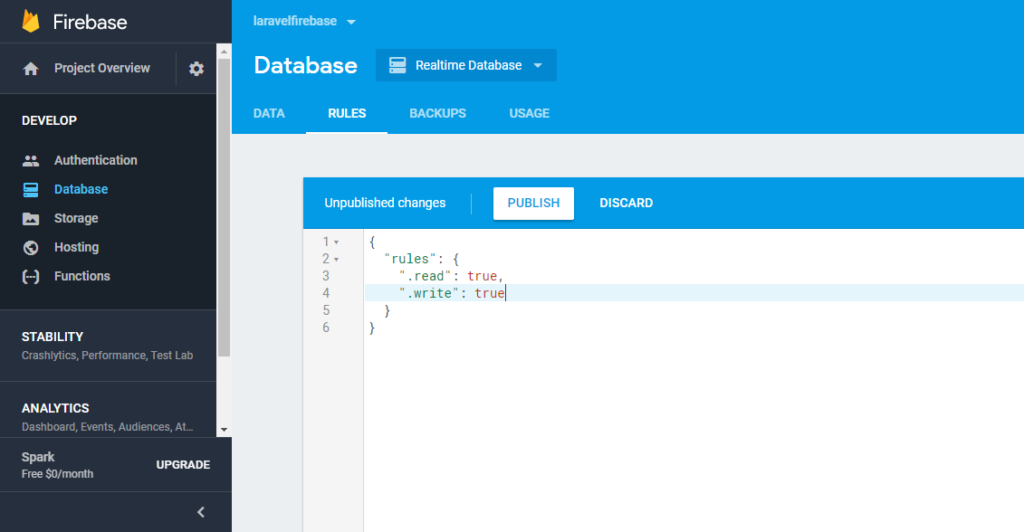 Firebase
Project Overview
DEVELOP
Authentication
Database
Storage
Hosting
Functions
STABILITY
Crashlytics, Performance, Test Lab
ANALYTICS
Dashboard, Events, Audiences, At...
Spark
Free $0/month
UPGRADE
laravelfirebase
Database
Realtime Database
DATA RULES BACKUPS USAGE
Unpublished changes PUBLISH DISCARD
1 {
2 "rules": {
3 ".read": true,
4 ".write": true
5 }
6 }